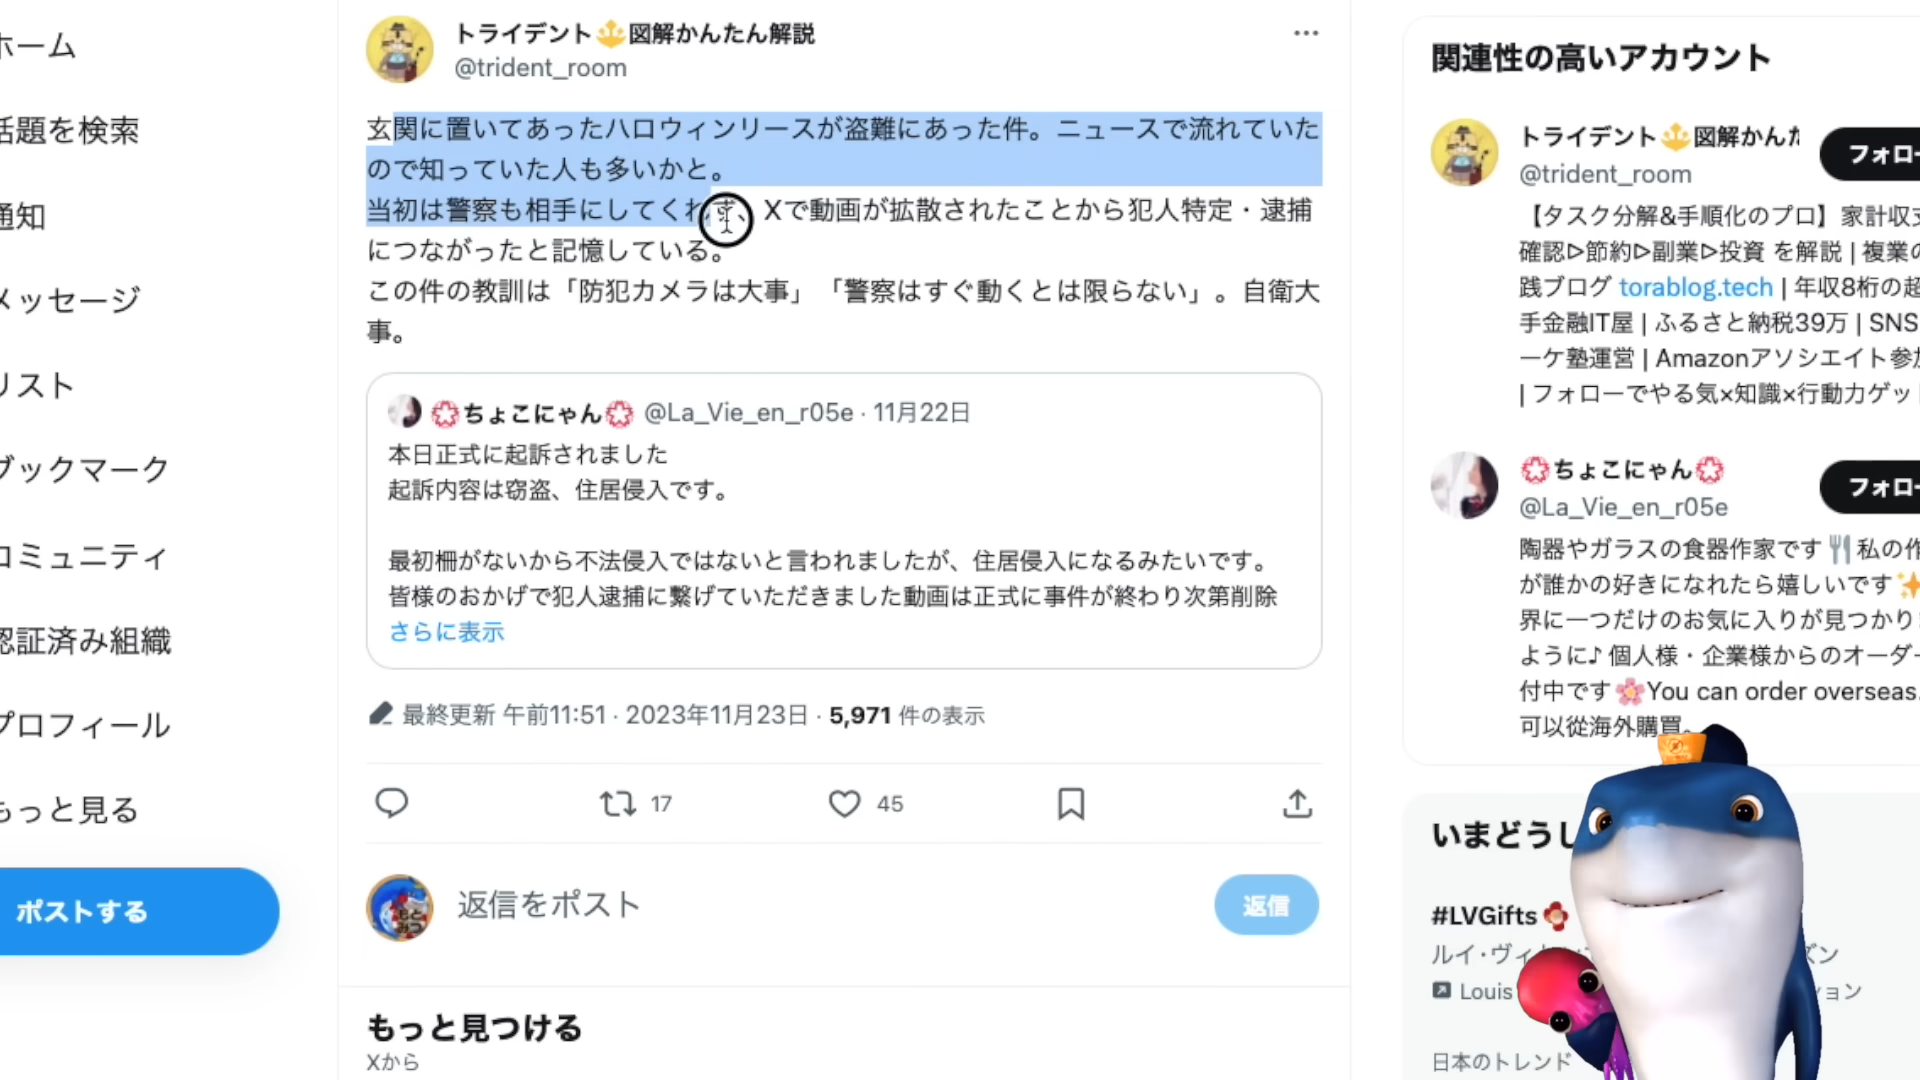 ホーム
話題を検索
通知
メッセージ
リスト
ブックマーク
コミュニティ
認証済み組織
プロフィール
もっと見る
ポストする
トライデント🔱図解かんたん解説
@trident_room
玄関に置いてあったハロウィンリースが盗難にあった件。ニュースで流れていた
ので知っていた人も多いかと。
当初は警察も相手にしてくれず、Xで動画が拡散されたことから犯人特定・逮捕
につながったと記憶している。
この件の教訓は「防犯カメラは大事」「警察はすぐ動くとは限らない」。自衛大
事。
💮ちょこにゃん💮 @La_Vie_en_r05e · 11月22日
本日正式に起訴されました
起訴内容は窃盗、住居侵入です。
最初柵がないから不法侵入ではないと言われましたが、住居侵入になるみたいです。
皆様のおかげで犯人逮捕に繋げていただきました動画は正式に事件が終わり次第削除
さらに表示
最終更新 午前11:51 · 2023年11月23日 · 5,971 件の表示
17
45
返信をポスト
返信
もっと見つける
Xから
関連性の高いアカウント
トライデント🔱図解かんた
フォロー
@trident_room
【タスク分解&手順化のプロ】家計収支
確認▷節約▷副業▷投資 を解説 | 複業の
践ブログ torablog.tech | 年収8桁の超
手金融IT屋 | ふるさと納税39万 | SNS
ーケ塾運営 | Amazonアソシエイト参加
| フォローでやる気×知識×行動力ゲット
💮ちょこにゃん💮
フォロー
@La_Vie_en_r05e
陶器やガラスの食器作家です🍴私の作
が誰かの好きになれたら嬉しいです✨
界に一つだけのお気に入りが見つかり
ように♪ 個人様・企業様からのオーダー
付中です🌸You can order overseas.
可以從海外購買。
いまどうし
#LVGifts
ルイ・ヴィ
ズン
Louis
ション
日本のトレンド